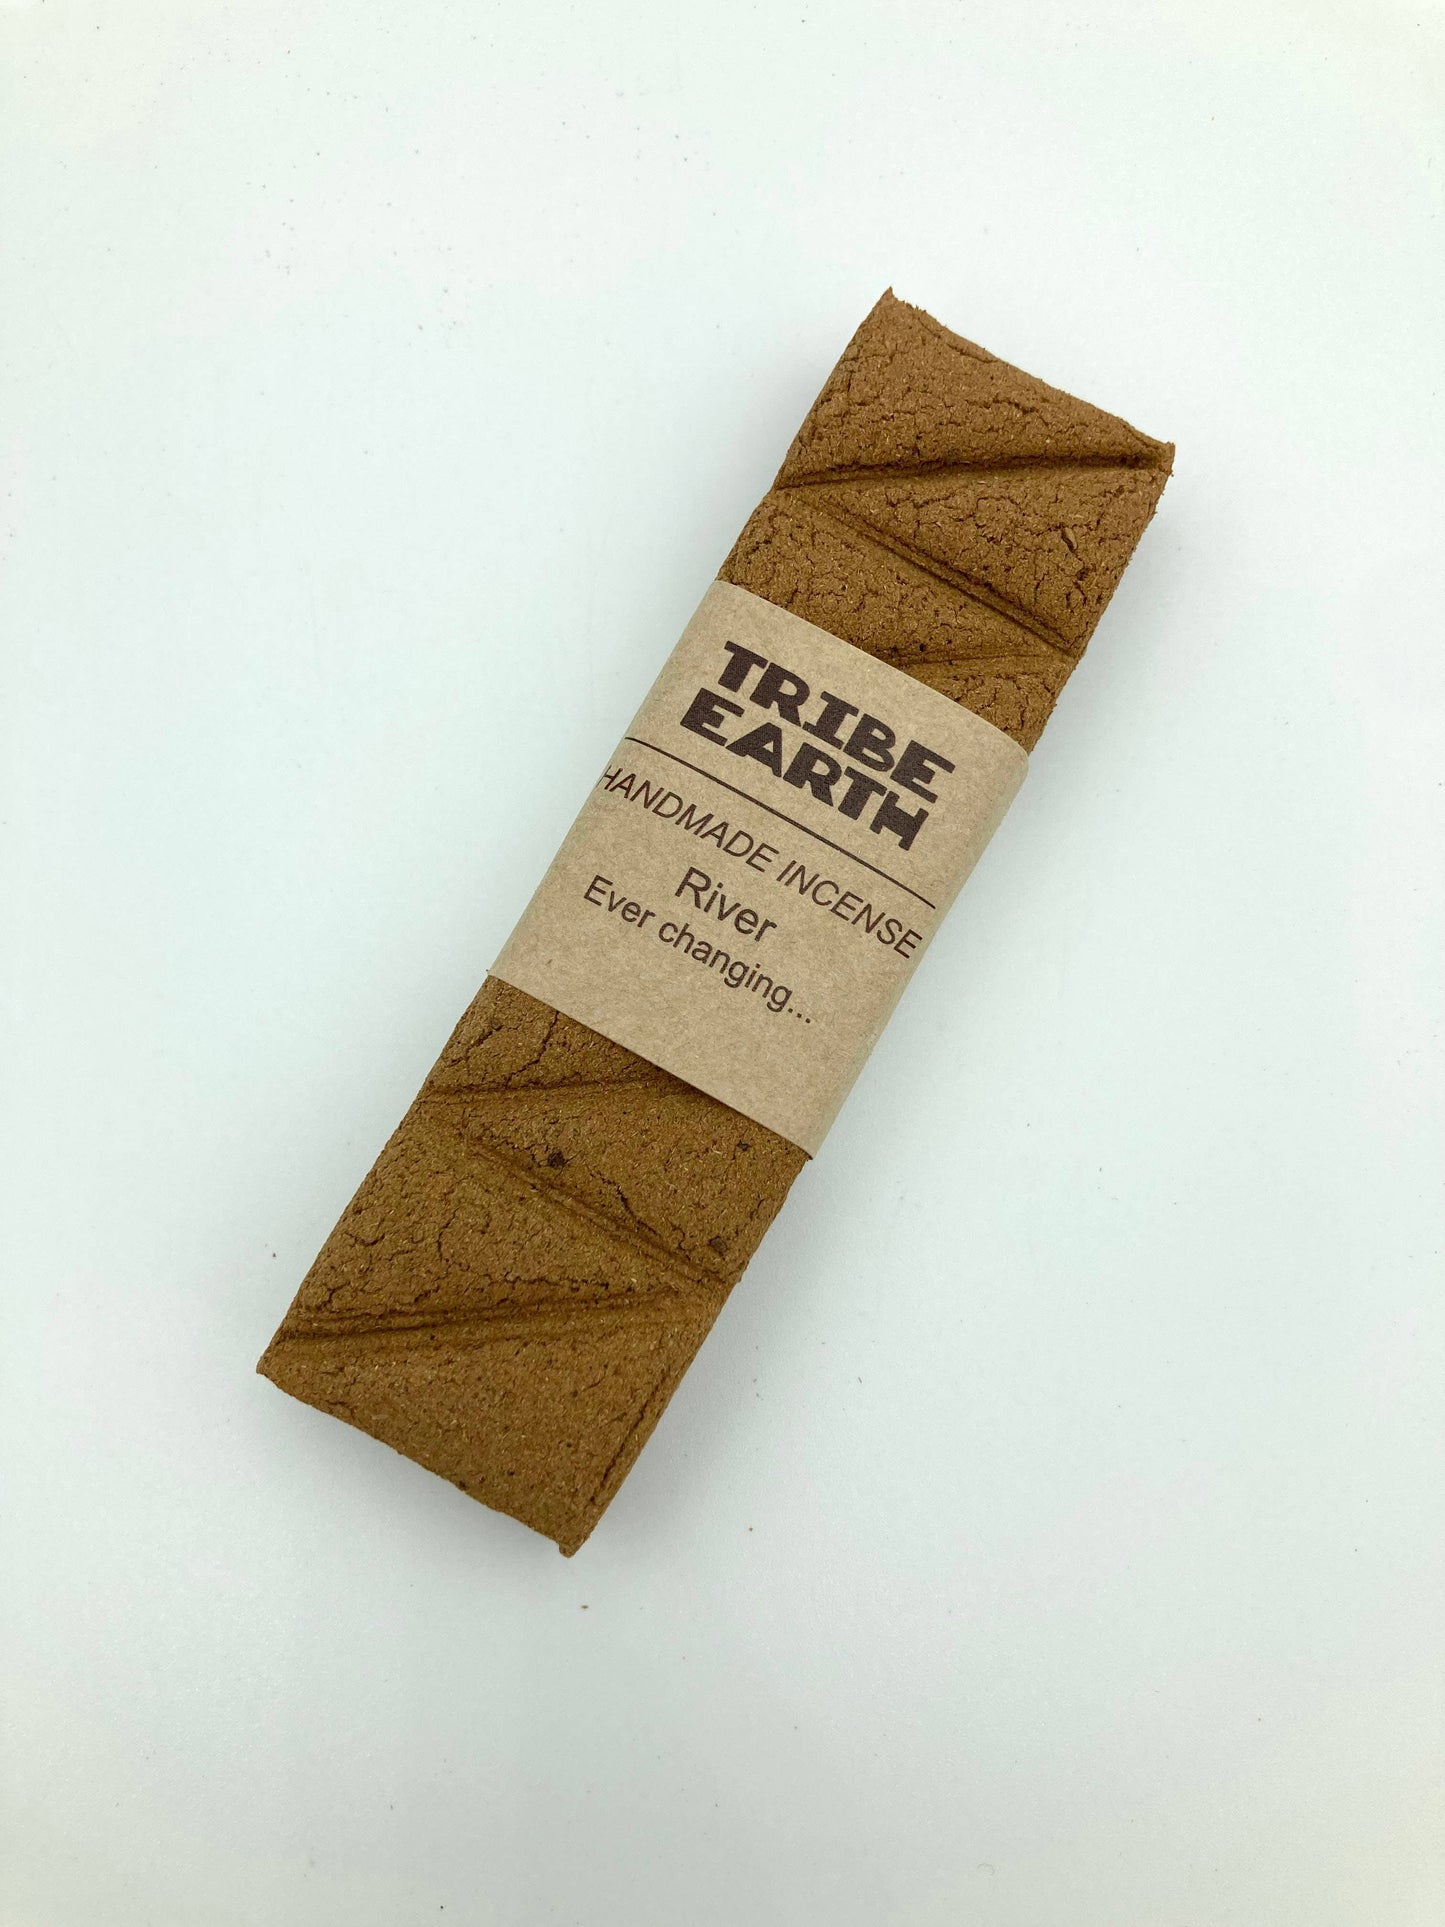 TRIBE
EARTH
HANDMADE INCENSE
River
Ever changing...